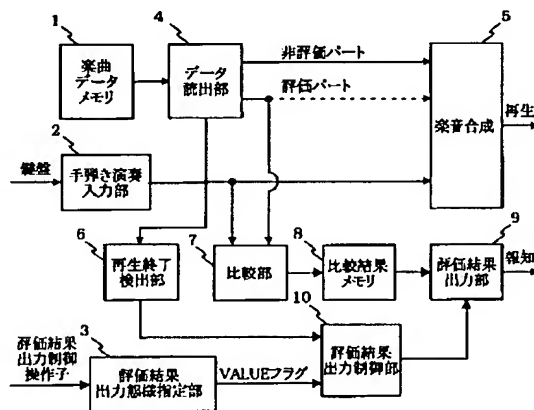 1
楽曲
データ
メモリ
4
データ
読出部
非評価パート
評価パート
5
楽音合成
再生
2
鍵盤
手弾き演奏
入力部
6
再生終了
検出部
7
比較部
8
比較結果
メモリ
9
評価結果
出力部
報知
10
評価結果
出力制御部
評価結果
出力制御
操作子
3
評価結果
出力態様指定部
VALUEフラグ